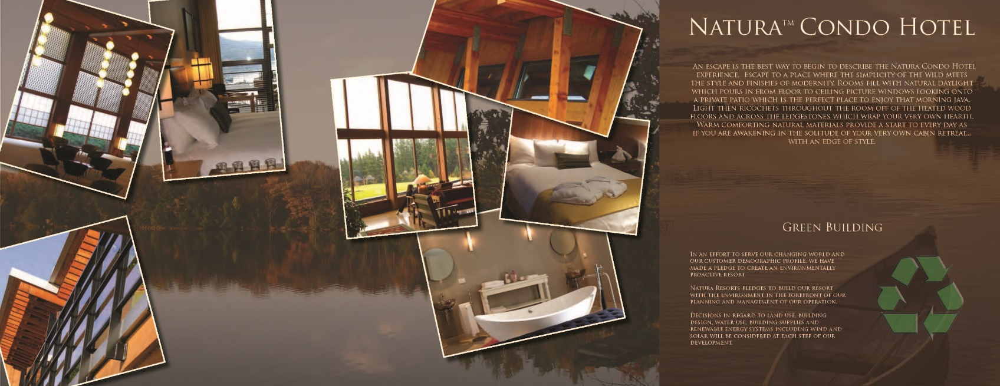 NATURA™ CONDO HOTEL
AN ESCAPE IS THE BEST WAY TO BEGIN TO DESCRIBE THE NATURA CONDO HOTEL
EXPERIENCE. ESCAPE TO A PLACE WHERE THE SIMPLICITY OF THE WILD MEETS
THE STYLE AND FINISHES OF MODERNITY. ROOMS FILL WITH NATURAL DAYLIGHT
WHICH POURS IN FROM FLOOR TO CEILING PICTURE WINDOWS LOOKING ONTO
A PRIVATE PATIO WHICH IS THE PERFECT PLACE TO ENJOY THAT MORNING JAVA.
LIGHT THEN RICOCHETS THROUGHOUT THE ROOM OFF OF THE HEATED WOOD
FLOORS AND ACROSS THE LEDGESTONES WHICH WRAP YOUR VERY OWN HEARTH.
WARM COMFORTING NATURAL MATERIALS PROVIDE A START TO EVERY DAY AS
IF YOU ARE AWAKENING IN THE SOLITUDE OF YOUR VERY OWN CABIN RETREAT...
WITH AN EDGE OF STYLE.
GREEN BUILDING
IN AN EFFORT TO SERVE OUR CHANGING WORLD AND
OUR CUSTOMER DEMOGRAPHIC PROFILE, WE HAVE
MADE A PLEDGE TO CREATE AN ENVIRONMENTALLY
PROACTIVE RESORT.
NATURA RESORTS PLEDGES TO BUILD OUR RESORT
WITH THE ENVIRONMENT IN THE FOREFRONT OF OUR
PLANNING AND MANAGEMENT OF OUR OPERATION.
DECISIONS IN REGARD TO LAND USE, BUILDING
DESIGN, WATER USE, BUILDING SUPPLIES AND
RENEWABLE ENERGY SYSTEMS INCLUDING WIND AND
SOLAR WILL BE CONSIDERED AT EACH STEP OF OUR
DEVELOPMENT.